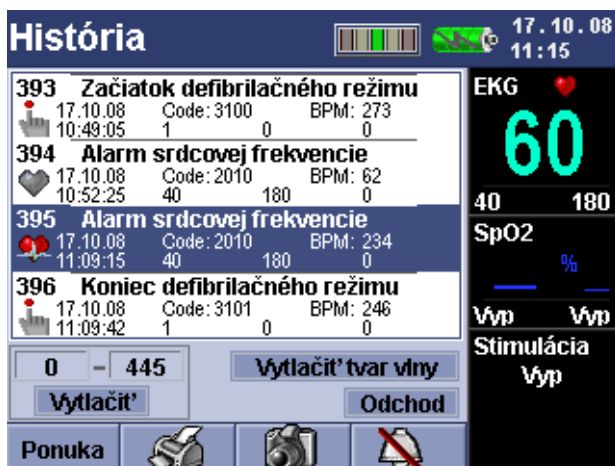 História
17.10.08
11:15
393 Začiatok defibrilačného režimu
17.10.08 Code: 3100 BPM: 273
10:49:05 1 0 0
394 Alarm srdcovej frekvencie
17.10.08 Code: 2010 BPM: 62
10:52:25 40 180 0
395 Alarm srdcovej frekvencie
17.10.08 Code: 2010 BPM: 234
11:09:15 40 180 0
396 Koniec defibrilačného režimu
17.10.08 Code: 3101 BPM: 246
11:09:42 1 0 0
0 – 445
Vytlačiť' tvar vlny
Vytlačiť'
Odchod
Ponuka
EKG
60
40 180
SpO2
%
Vyp Vyp
Stimulácia
Vyp